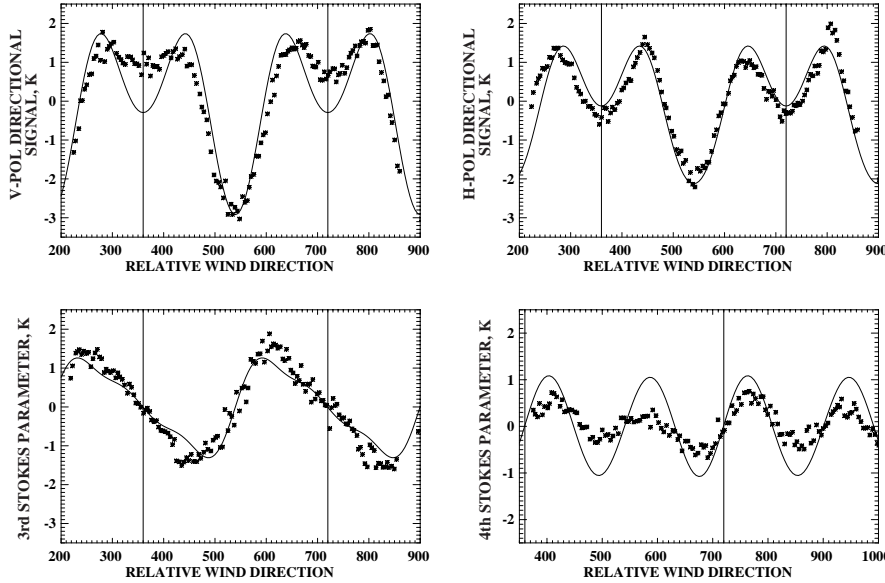 2
1
0
-1
-2
-3
200 300 400 500 600 700 800 900
RELATIVE WIND DIRECTION
V-POL DIRECTIONAL
SIGNAL, K
2
1
0
-1
-2
-3
200 300 400 500 600 700 800 900
RELATIVE WIND DIRECTION
H-POL DIRECTIONAL
SIGNAL, K
2
1
0
-1
-2
-3
200 300 400 500 600 700 800 900
RELATIVE WIND DIRECTION
3rd STOKES PARAMETER, K
2
1
0
-1
-2
400 500 600 700 800 900 1000
RELATIVE WIND DIRECTION
4th STOKES PARAMETER, K